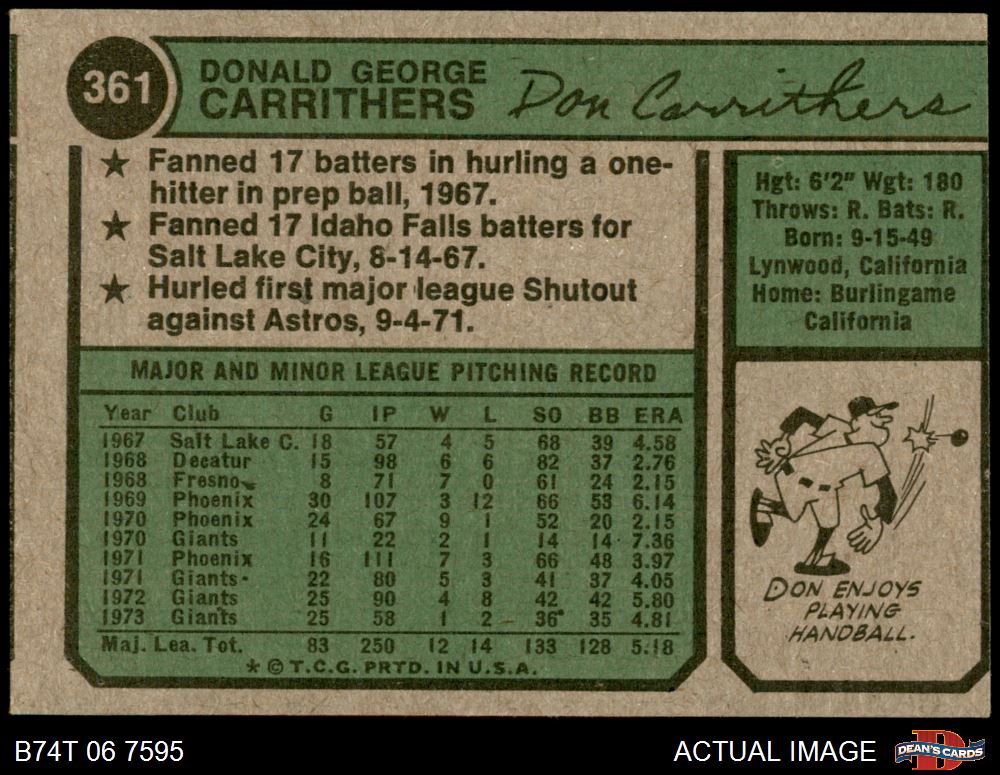 361
DONALD GEORGE
CARRITHERS
Don Carrithers
★ Fanned 17 batters in hurling a one-
hitter in prep ball, 1967.
★ Fanned 17 Idaho Falls batters for
Salt Lake City, 8-14-67.
★ Hurled first major league Shutout
against Astros, 9-4-71.
MAJOR AND MINOR LEAGUE PITCHING RECORD
Year Club G IP W L SO BB ERA
1967 Salt Lake C. 18 57 4 5 68 39 4.58
1968 Decatur 15 98 6 6 82 37 2.76
1968 Fresno 8 71 7 0 61 24 2.15
1969 Phoenix 30 107 3 12 66 53 6.14
1970 Phoenix 24 67 9 1 52 20 2.15
1970 Giants 11 22 2 1 14 14 7.36
1971 Phoenix 16 111 7 3 66 48 3.97
1971 Giants 22 80 5 3 41 37 4.05
1972 Giants 25 90 4 8 42 42 5.80
1973 Giants 25 58 1 2 36 35 4.81
Maj. Lea. Tot. 83 250 12 14 133 128 5.18
* © T.C.G. PRTD. IN U.S.A.
Hgt: 6'2" Wgt: 180
Throws: R. Bats: R.
Born: 9-15-49
Lynwood, California
Home: Burlingame
California
DON ENJOYS
PLAYING
HANDBALL.
B74T 06 7595
ACTUAL IMAGE
D
DEAN'S CARDS